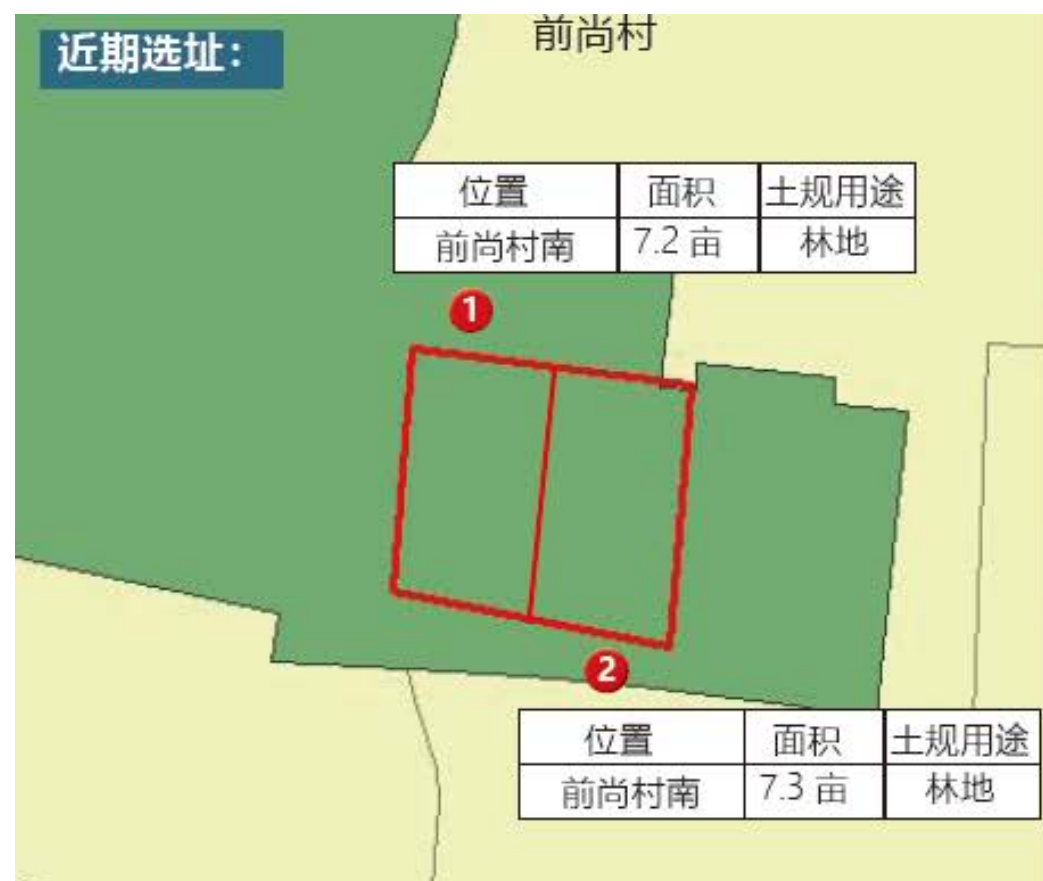 近期选址：
前尚村
位置 面积 土规用途
前尚村南 7.2 亩 林地
1
2
位置 面积 土规用途
前尚村南 7.3 亩 林地